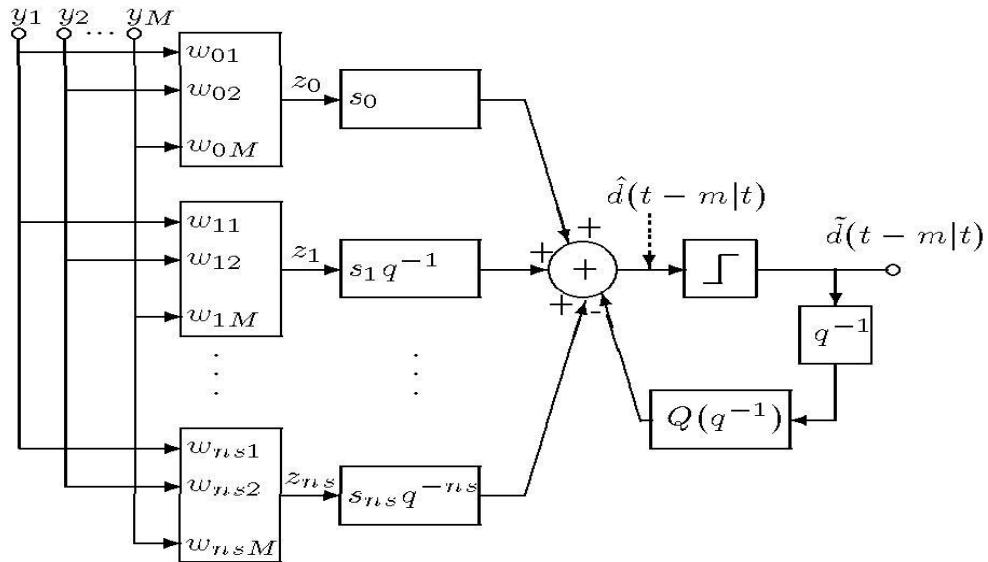 y1 y2 ··· yM
w01
w02
w0M
z0
s0
w11
w12
w1M
z1
s1q−1
wns1
wns2
wnsM
zns
snsq−ns
+
+
+
+
-
d̂(t − m|t)
d̃(t − m|t)
q−1
Q(q−1)